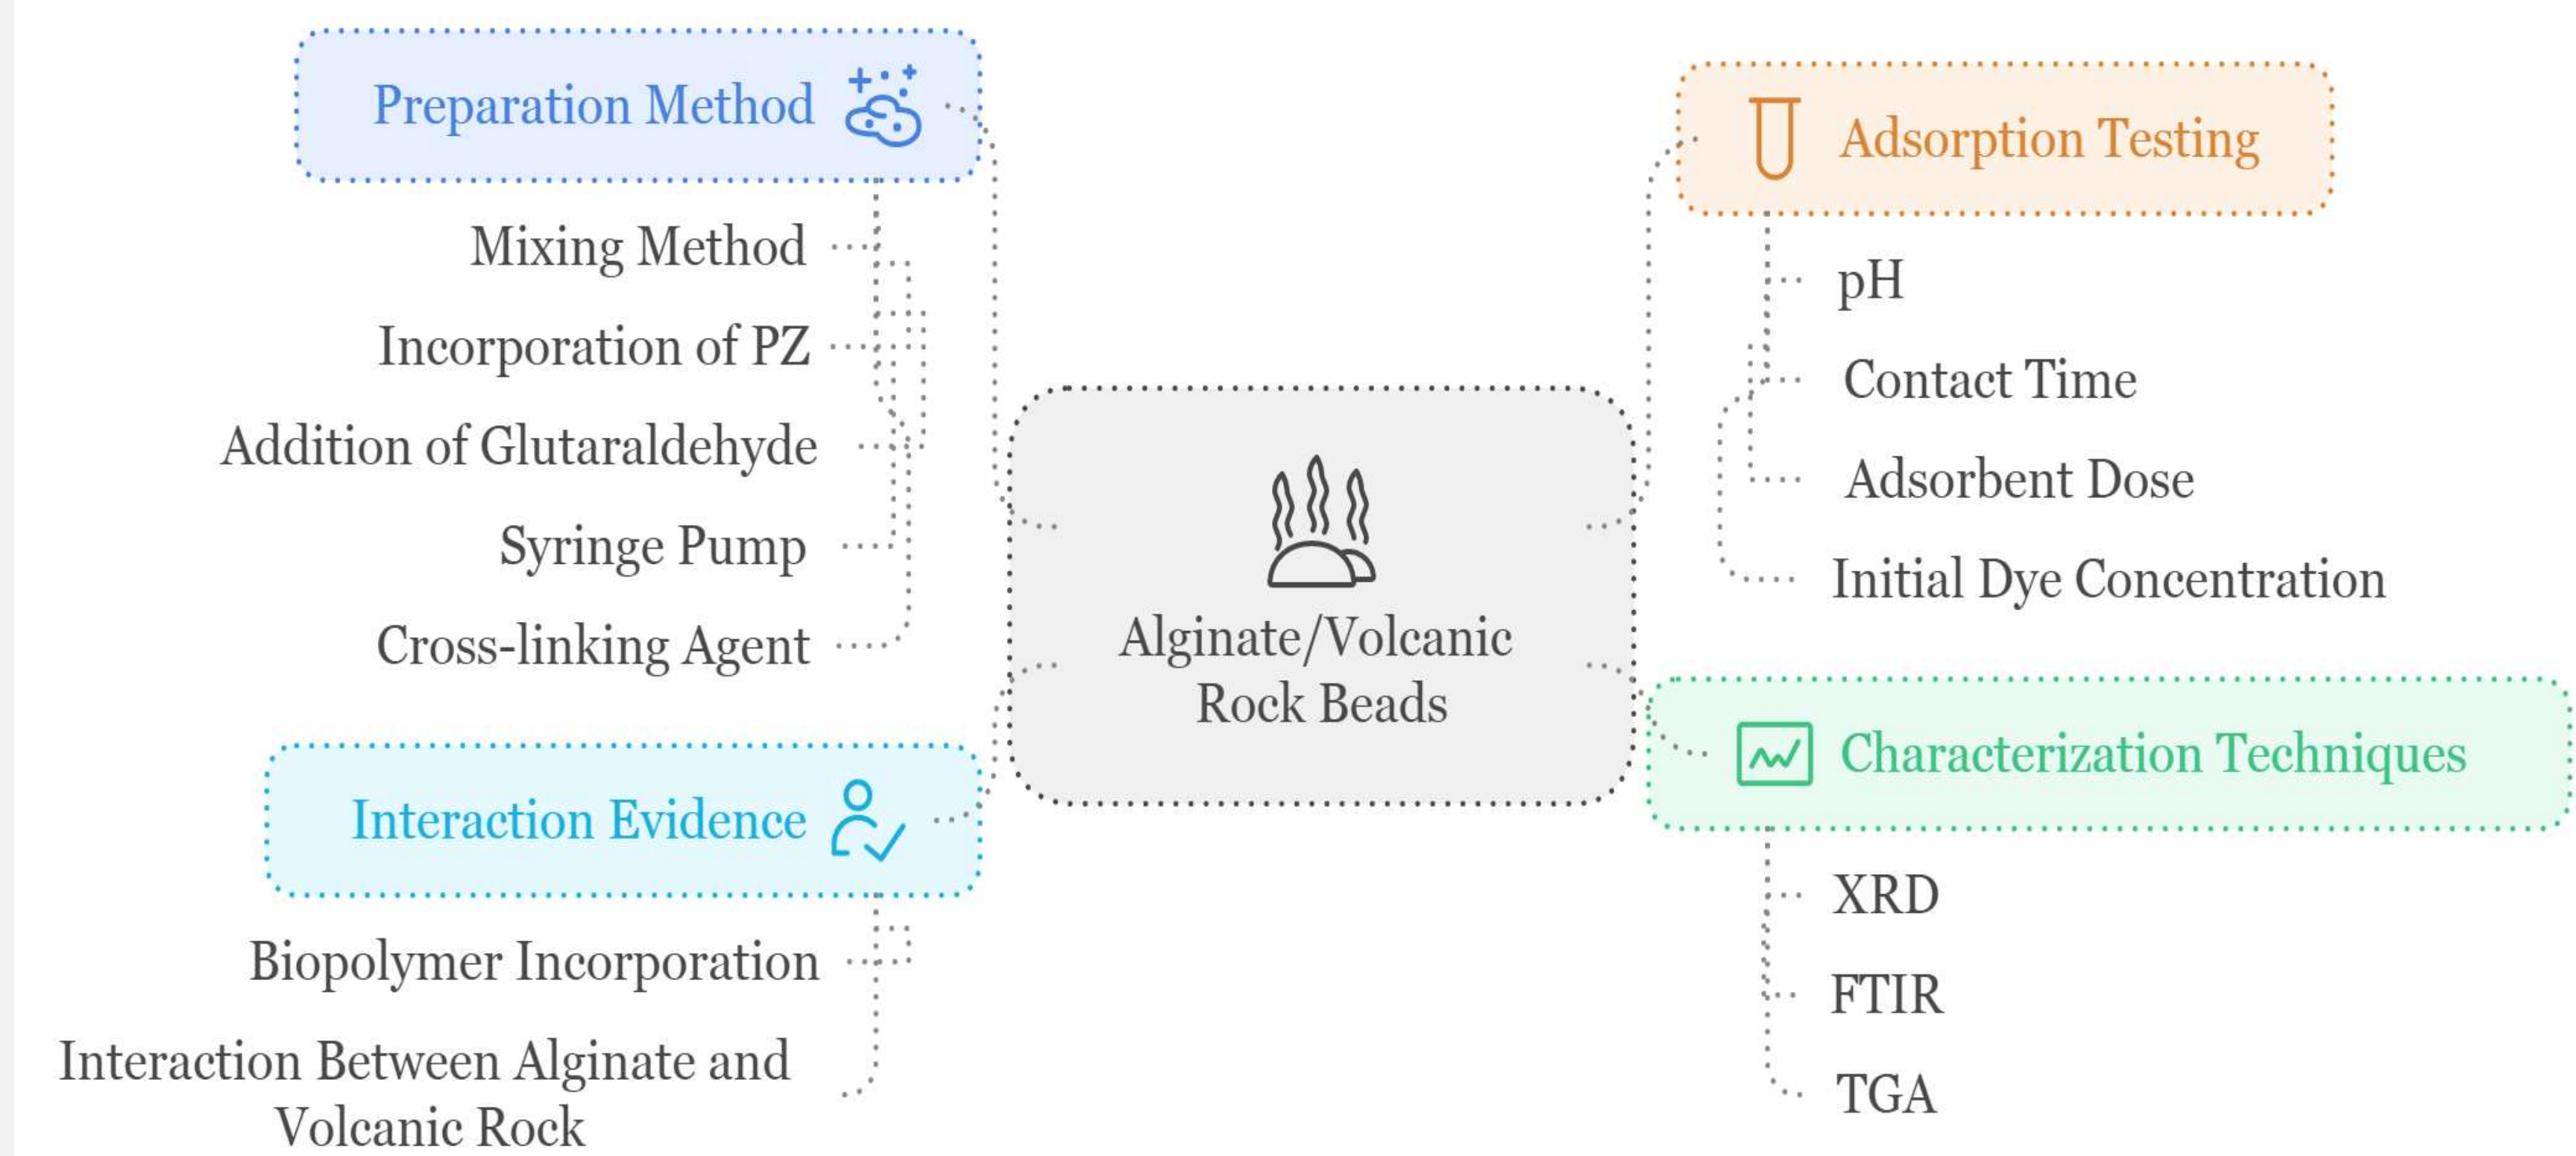 Preparation Method
Mixing Method
Incorporation of PZ
Addition of Glutaraldehyde
Syringe Pump
Cross-linking Agent
Interaction Evidence
Biopolymer Incorporation
Interaction Between Alginate and
Volcanic Rock
Alginate/Volcanic
Rock Beads
Adsorption Testing
pH
Contact Time
Adsorbent Dose
Initial Dye Concentration
Characterization Techniques
XRD
FTIR
TGA